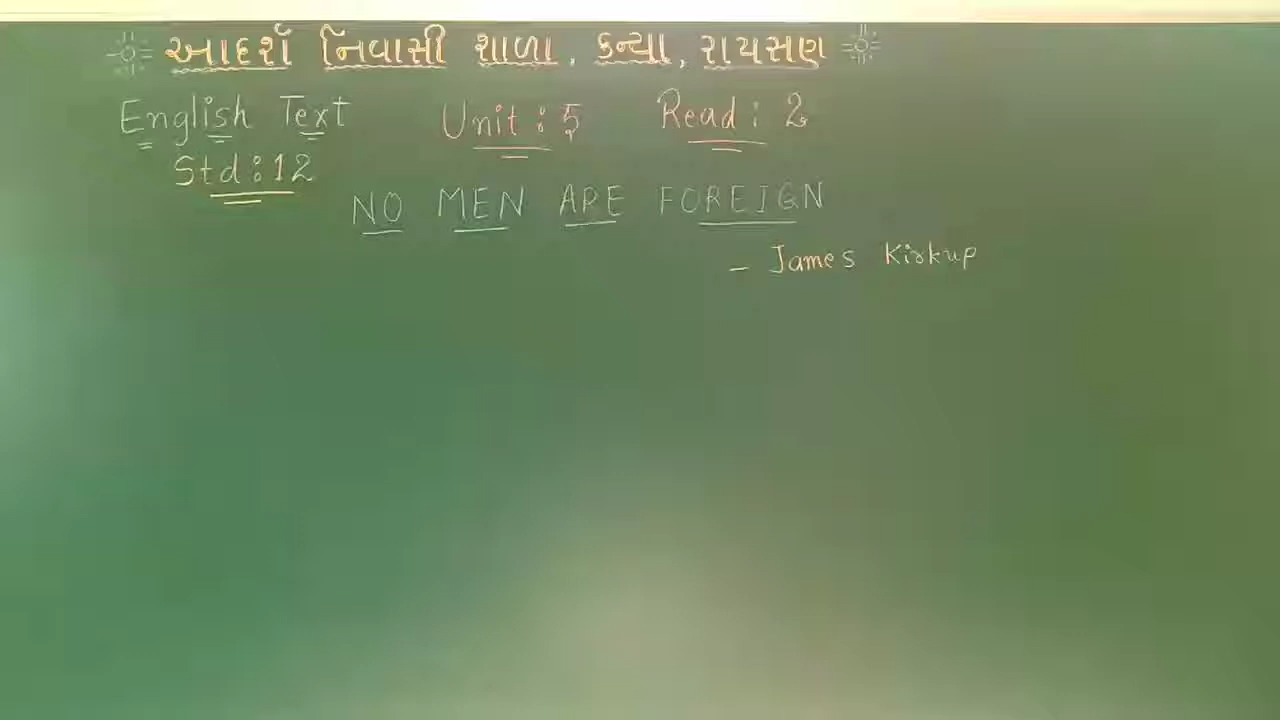 આદર્શ નિવાસી શાળા, કન્યા, રાયસણ
English Text Unit : 5 Read : 2
Std : 12
NO MEN ARE FOREIGN
- James Kirkup